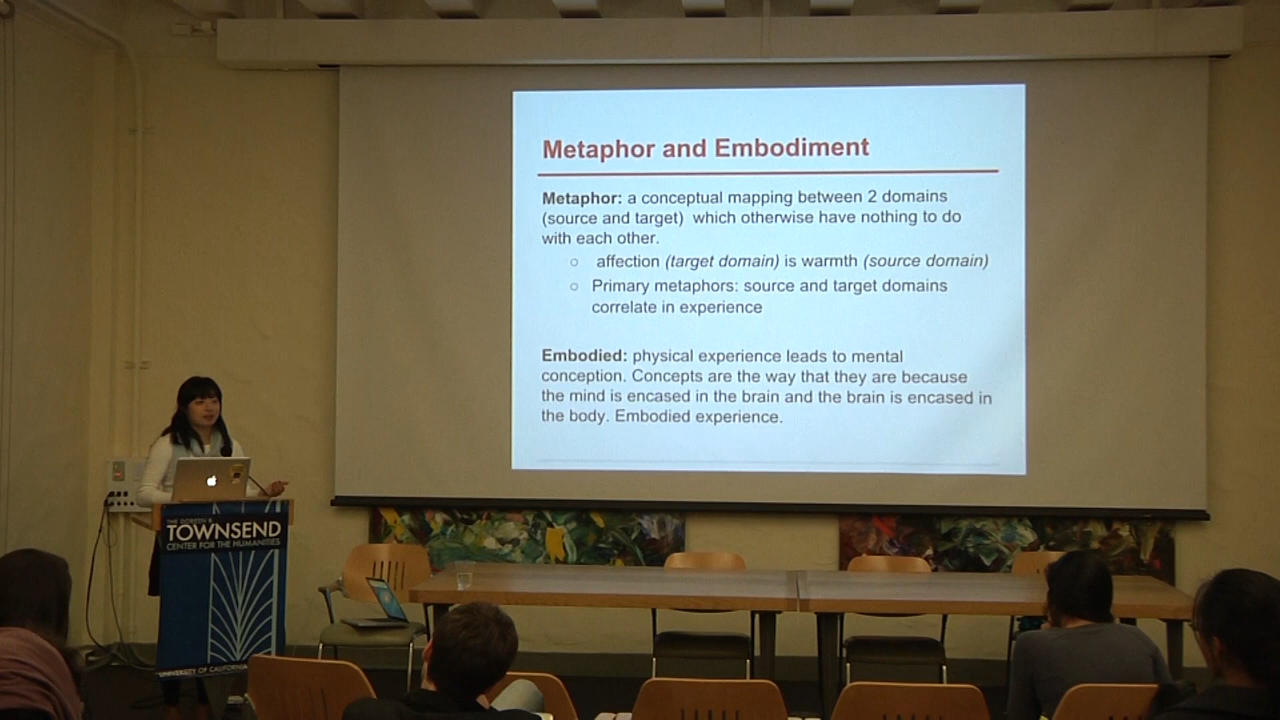 Metaphor and Embodiment
Metaphor: a conceptual mapping between 2 domains
(source and target) which otherwise have nothing to do
with each other.
○ affection (target domain) is warmth (source domain)
○ Primary metaphors: source and target domains
correlate in experience
Embodied: physical experience leads to mental
conception. Concepts are the way that they are because
the mind is encased in the brain and the brain is encased in
the body. Embodied experience.
THE DOREEN B.
TOWNSEND
CENTER FOR THE HUMANITIES
UNIVERSITY OF CALIFORNIA